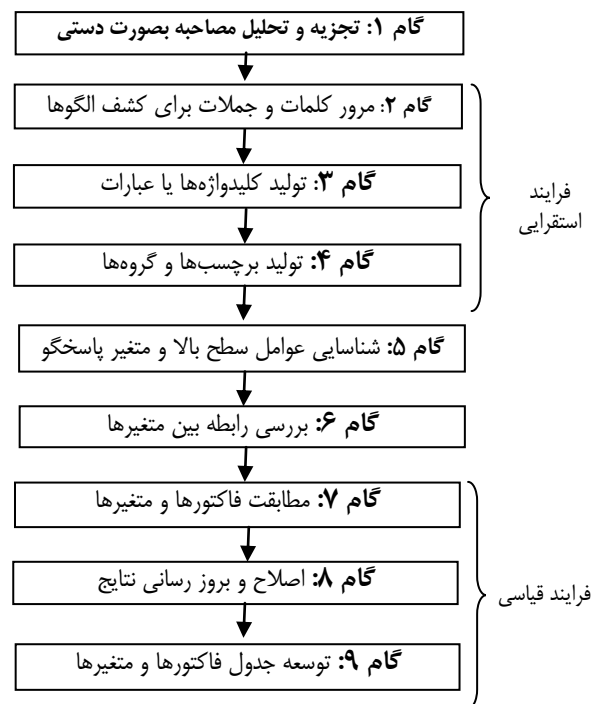 گام ۱: تجزیه و تحلیل مصاحبه بصورت دستی
گام ۲: مرور کلمات و جملات برای کشف الگوها
گام ۳: تولید کلیدواژه‌ها یا عبارات
گام ۴: تولید برچسب‌ها و گروه‌ها
فرایند
استقرایی
گام ۵: شناسایی عوامل سطح بالا و متغیر پاسخگو
گام ۶: بررسی رابطه بین متغیرها
گام ۷: مطابقت فاکتورها و متغیرها
گام ۸: اصلاح و بروز رسانی نتایج
گام ۹: توسعه جدول فاکتورها و متغیرها
فرایند قیاسی